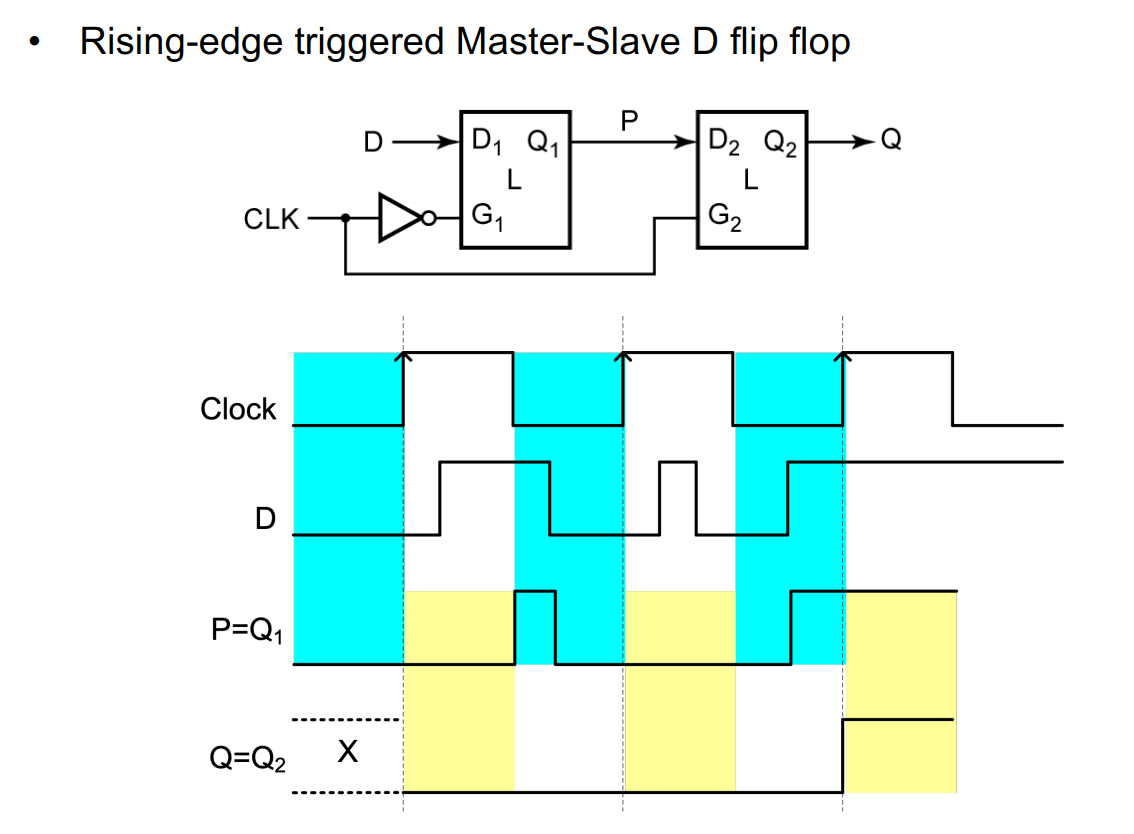 • Rising-edge triggered Master-Slave D flip flop
P
D D₁ Q₁ D₂ Q₂ Q
L L
CLK G₁ G₂
Clock
D
P=Q₁
Q=Q₂ X